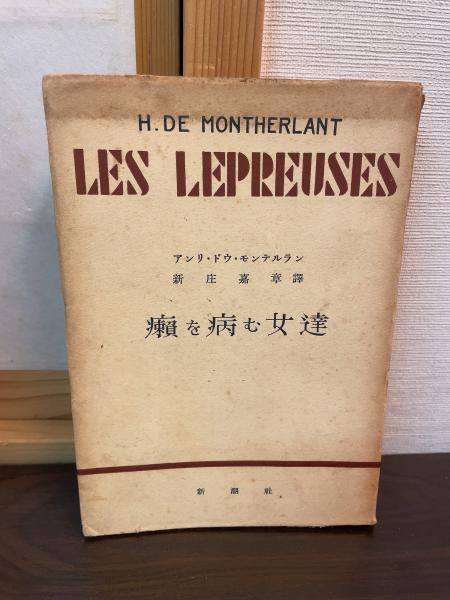 H. DE MONTHERLANT
LES LEPREUSES
アンリ・ドウ・モンテルラン
新庄嘉章譯
癩を病む女達
新潮社